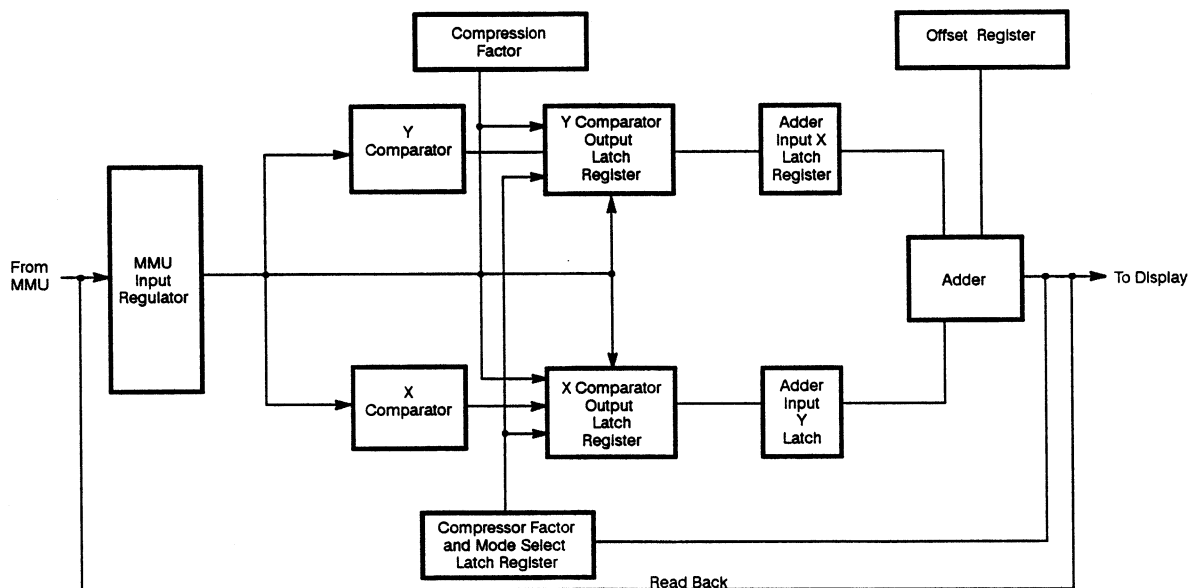 Compression
Factor
Offset Register
Y
Comparator
Y Comparator
Output
Latch
Register
Adder
Input X
Latch
Register
From
MMU
MMU
Input
Regulator
Adder
To Display
X
Comparator
X Comparator
Output
Latch
Register
Adder
Input
Y
Latch
Compressor Factor
and Mode Select
Latch Register
Read Back